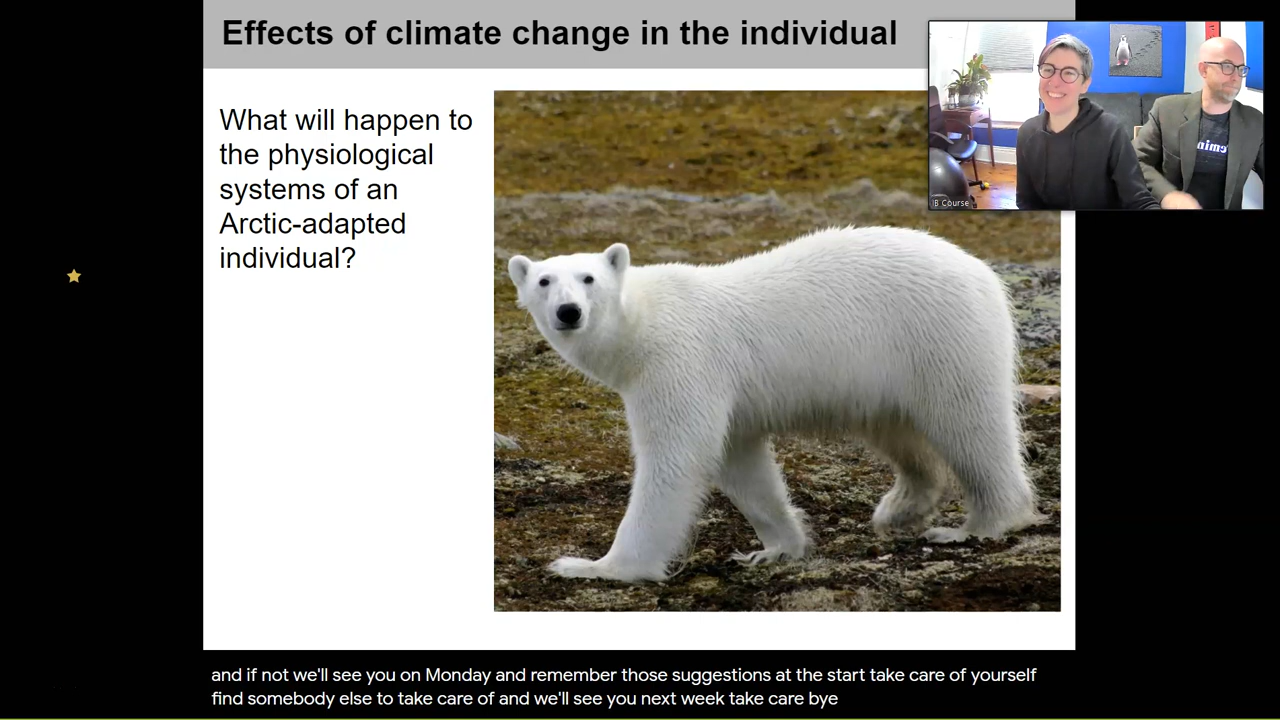 Effects of climate change in the individual
What will happen to
the physiological
systems of an
Arctic-adapted
individual?
B Course
and if not we'll see you on Monday and remember those suggestions at the start take care of yourself
find somebody else to take care of and we'll see you next week take care bye